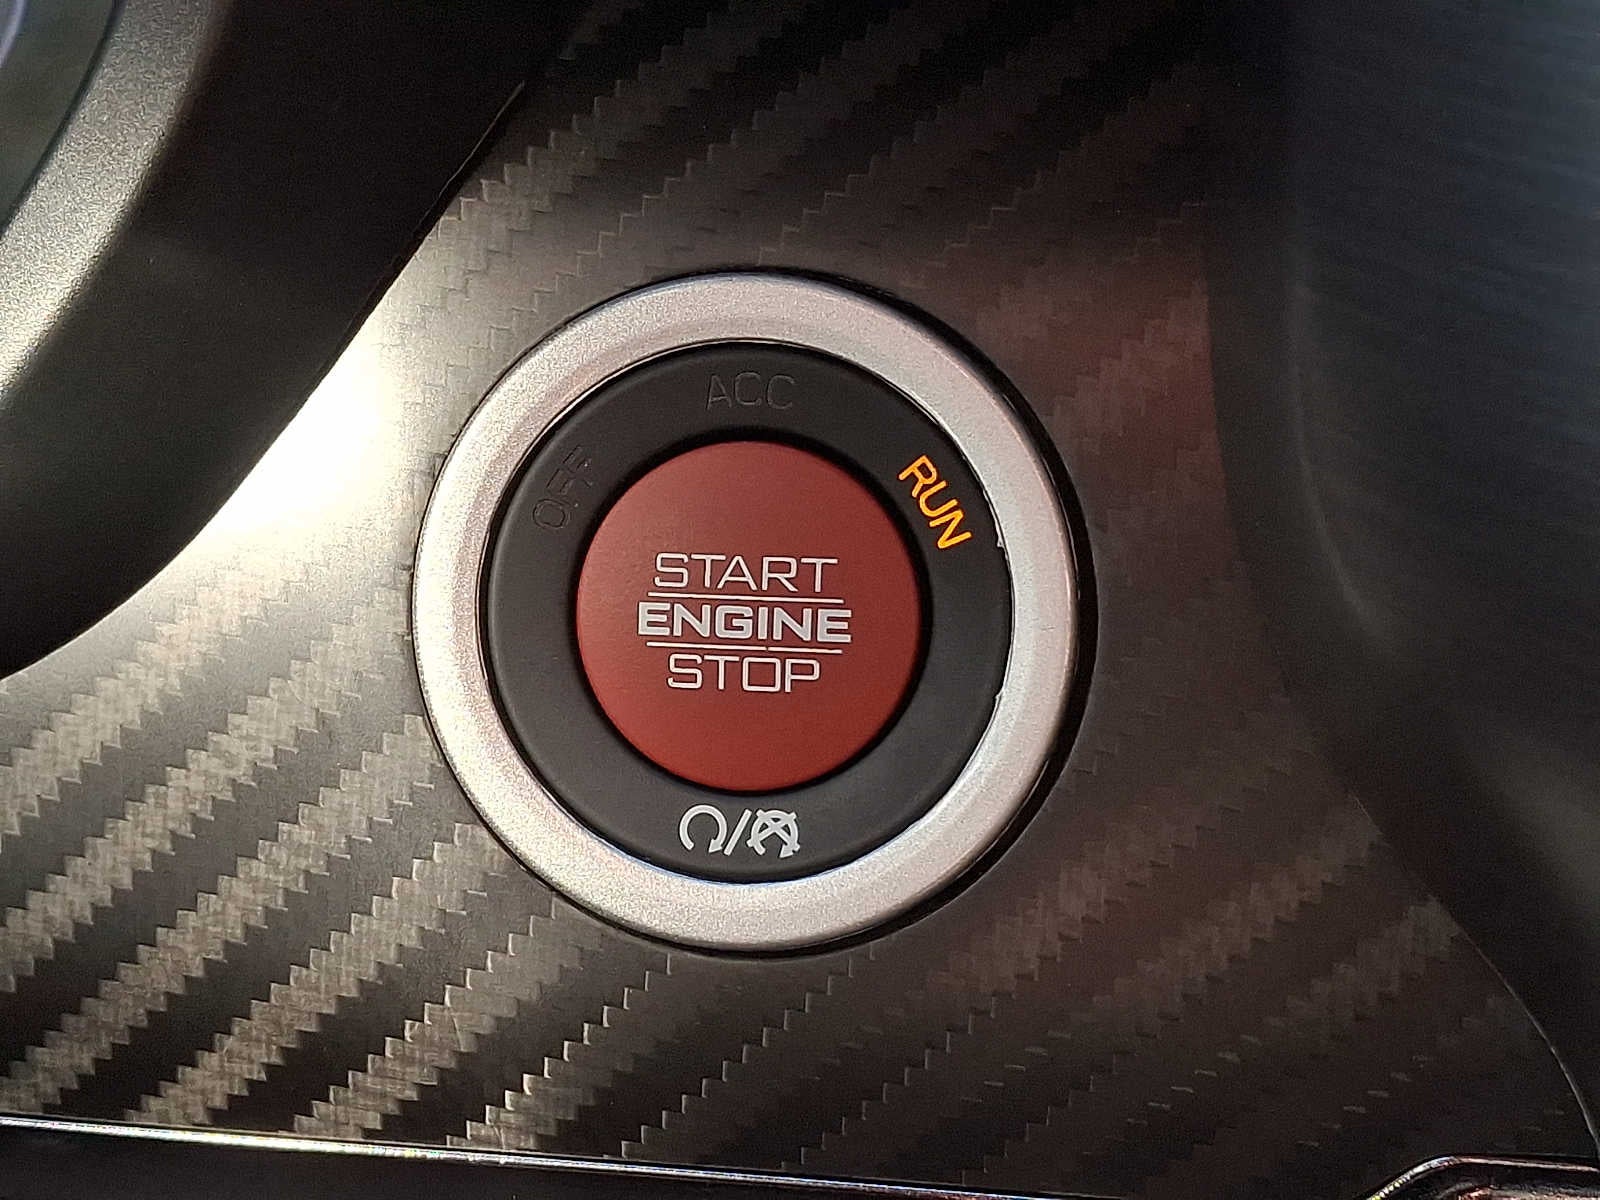 ACC
OFF
RUN
START
ENGINE
STOP